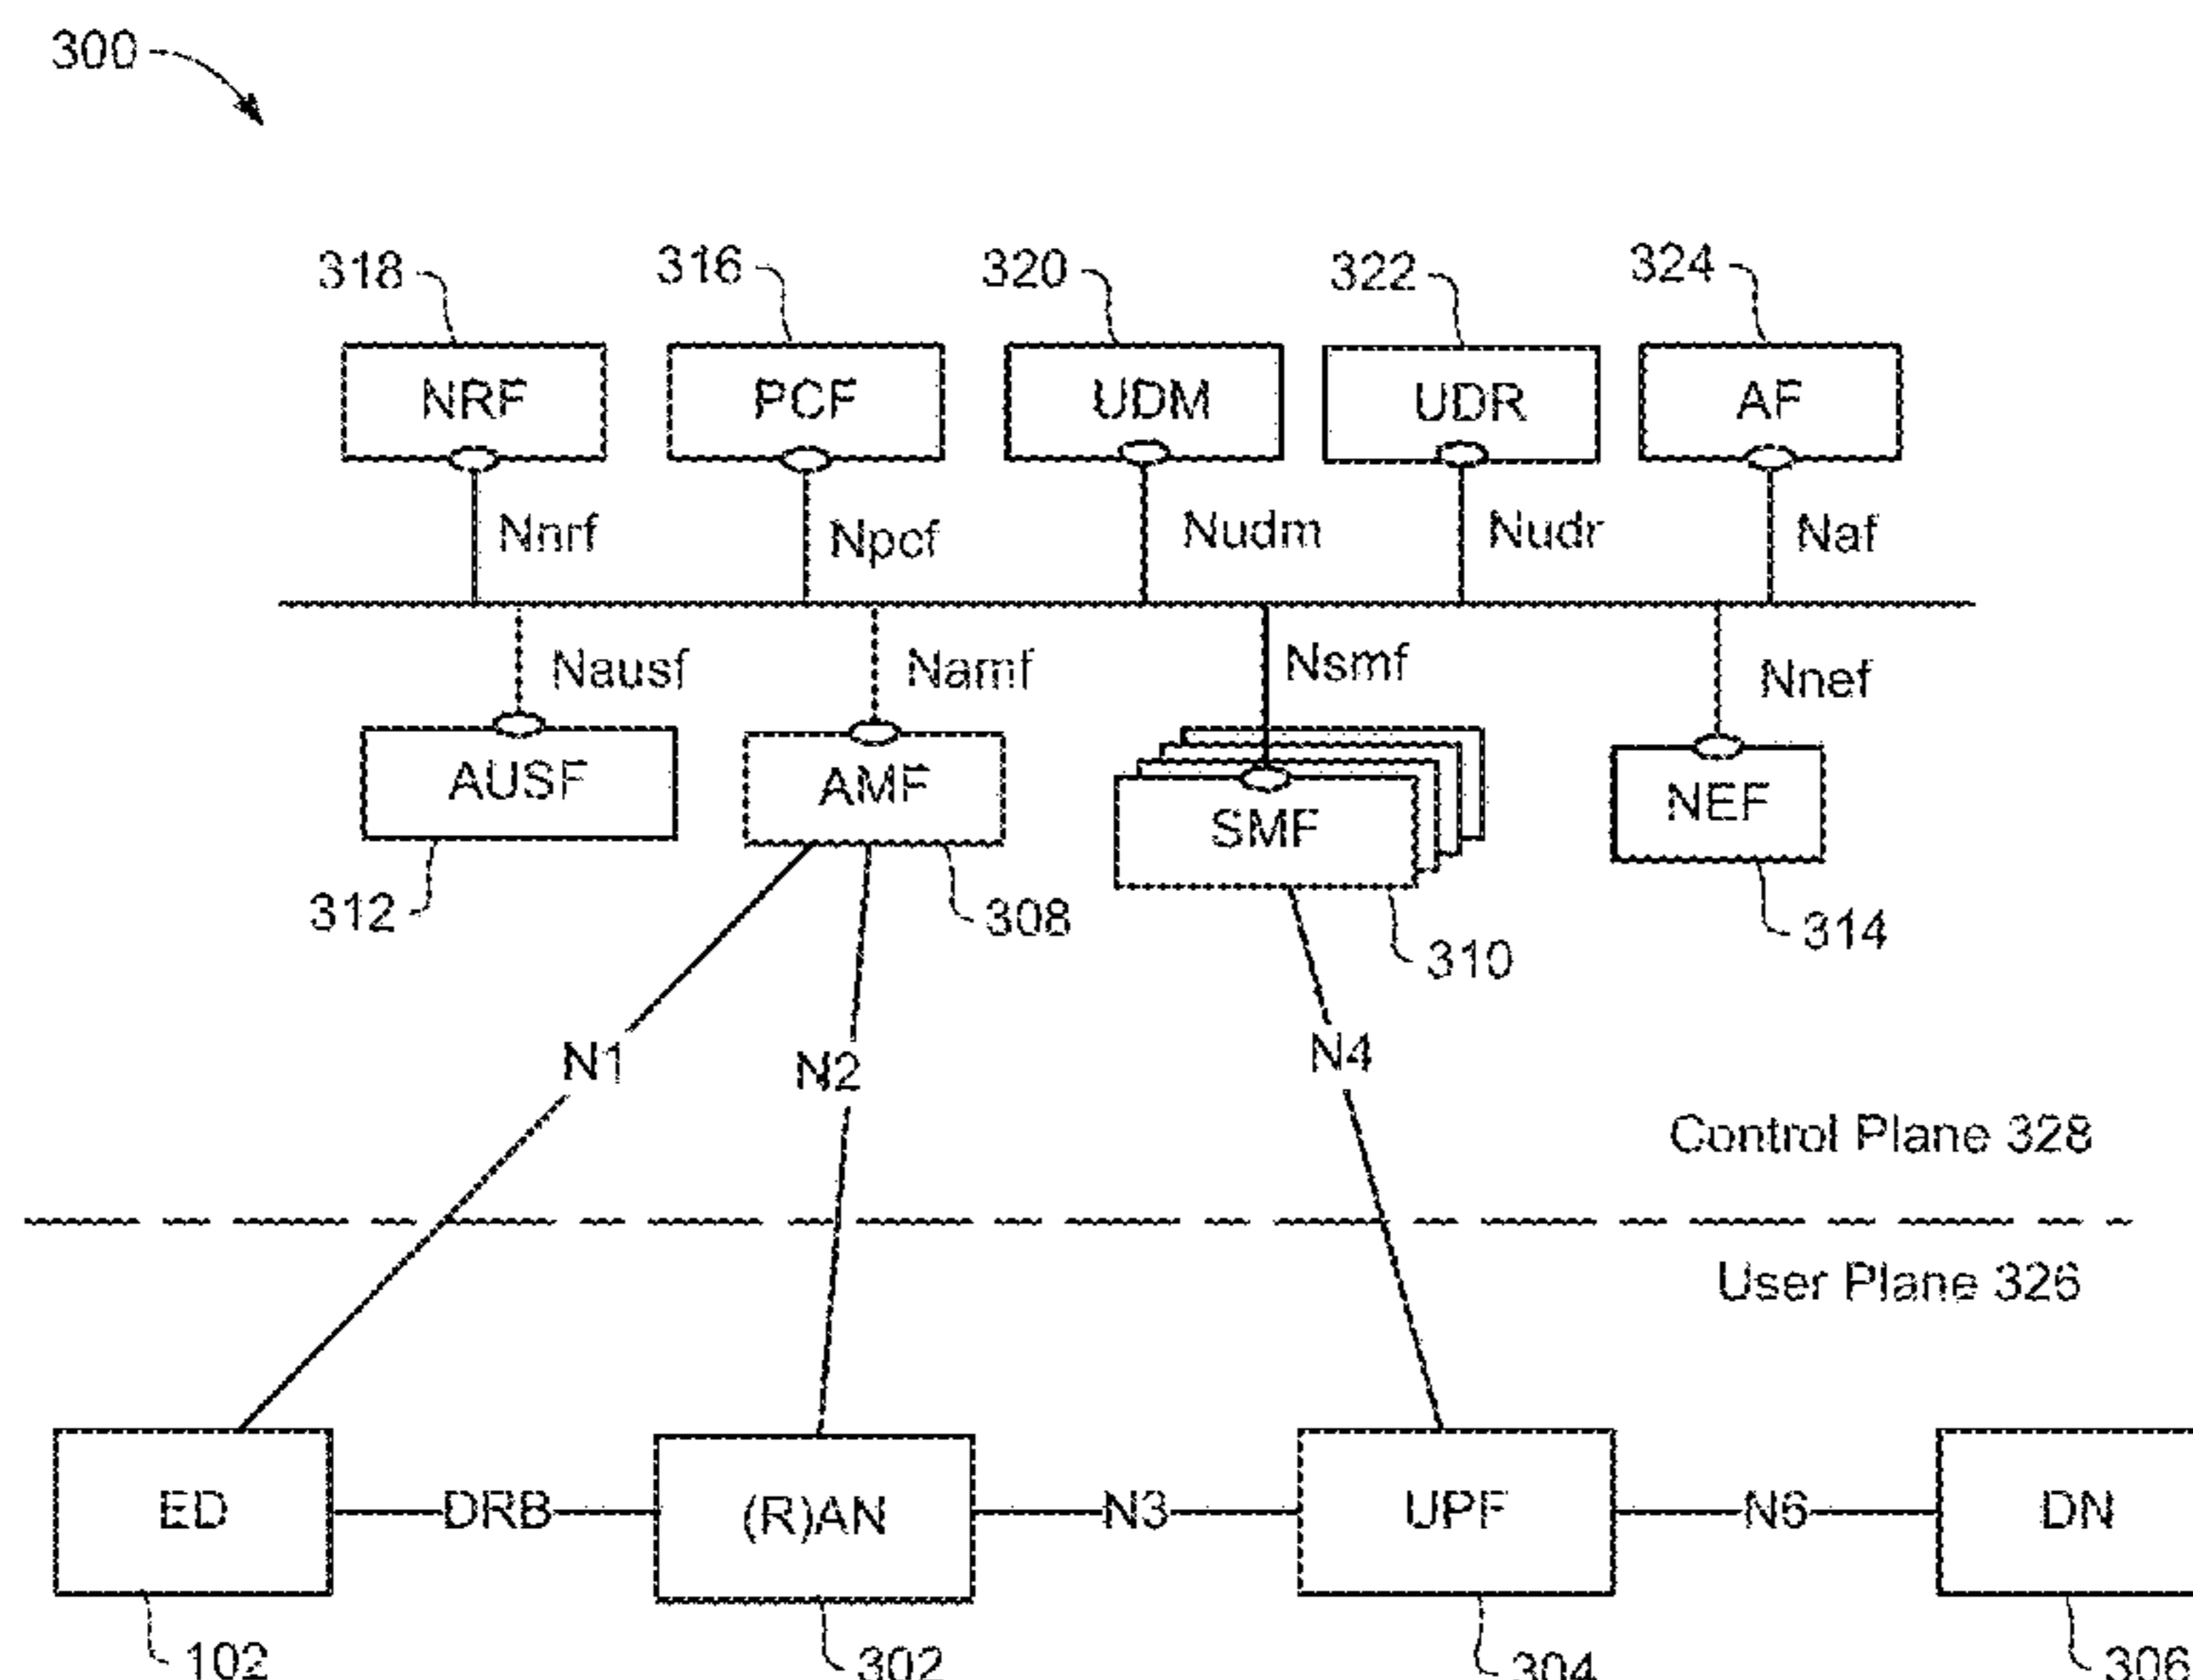 300
318 316 320 322 324
NRF PCF UDM UDR AF
Nnrf Npcf Nudm Nudr Naf
Nausf Namf Nsmf Nnef
AUSF AMF SMF NEF
312 308 310 314
N1 N2 N4
Control Plane 328
User Plane 326
ED DRB (R)AN N3 UPF N6 DN
102 302 304 306